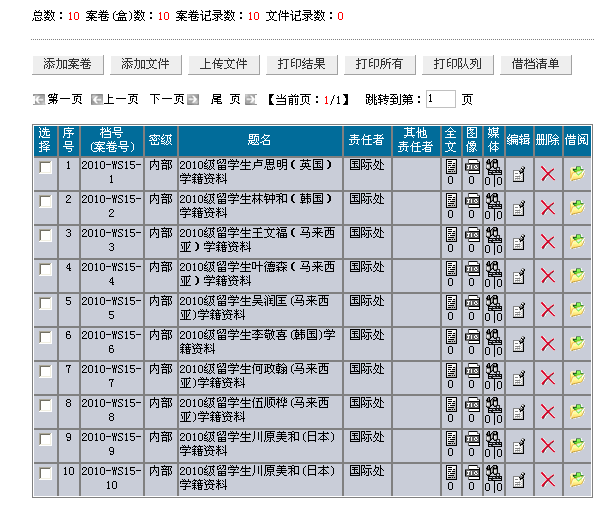 总数：10 案卷(盒)数：10 案卷记录数：10 文件记录数：0
添加案卷 添加文件 上传文件 打印结果 打印所有 打印队列 借档清单
第一页 上一页 下一页 尾 页 【当前页：1/1】 跳转到第：1 页
选择 序号 档号(案卷号) 密级 题名 责任者 其他责任者 全文 图像 媒体 编辑 删除 借阅
1 2010-WS15-1 内部 2010级留学生卢思明(英国)学籍资料 国际处 0 0 0|0
2 2010-WS15-2 内部 2010级留学生林钟和(韩国)学籍资料 国际处 0 0 0|0
3 2010-WS15-3 内部 2010级留学生王文福(马来西亚)学籍资料 国际处 0 0 0|0
4 2010-WS15-4 内部 2010级留学生叶德森(马来西亚)学籍资料 国际处 0 0 0|0
5 2010-WS15-5 内部 2010级留学生吴润匡(马来西亚)学籍资料 国际处 0 0 0|0
6 2010-WS15-6 内部 2010级留学生李敬喜(韩国)学籍资料 国际处 0 0 0|0
7 2010-WS15-7 内部 2010级留学生何政翰(马来西亚)学籍资料 国际处 0 0 0|0
8 2010-WS15-8 内部 2010级留学生伍顺桦(马来西亚)学籍资料 国际处 0 0 0|0
9 2010-WS15-9 内部 2010级留学生川原美和(日本)学籍资料 国际处 0 0 0|0
10 2010-WS15-10 内部 2010级留学生川原美和(日本)学籍资料 国际处 0 0 0|0